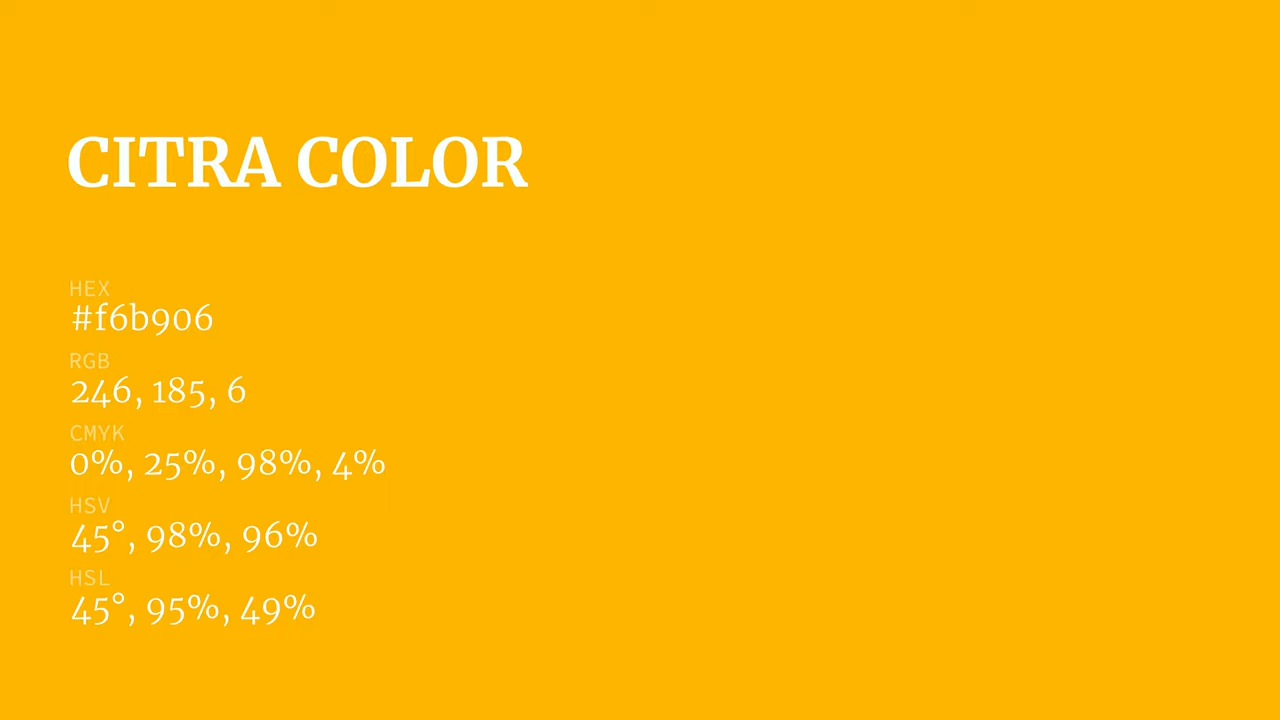 CITRA COLOR
HEX
#f6b906
RGB
246, 185, 6
CMYK
0%, 25%, 98%, 4%
HSV
45°, 98%, 96%
HSL
45°, 95%, 49%